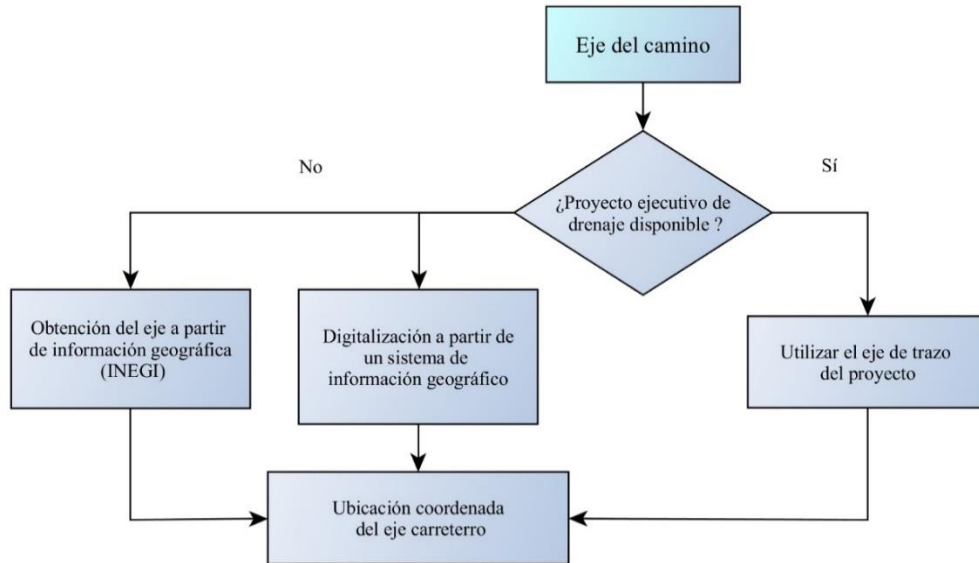 Eje del camino
No
Sí
¿Proyecto ejecutivo de
drenaje disponible ?
Obtención del eje a partir
de información geográfica
(INEGI)
Digitalización a partir de
un sistema de
información geográfico
Utilizar el eje de trazo
del proyecto
Ubicación coordenada
del eje carreterro